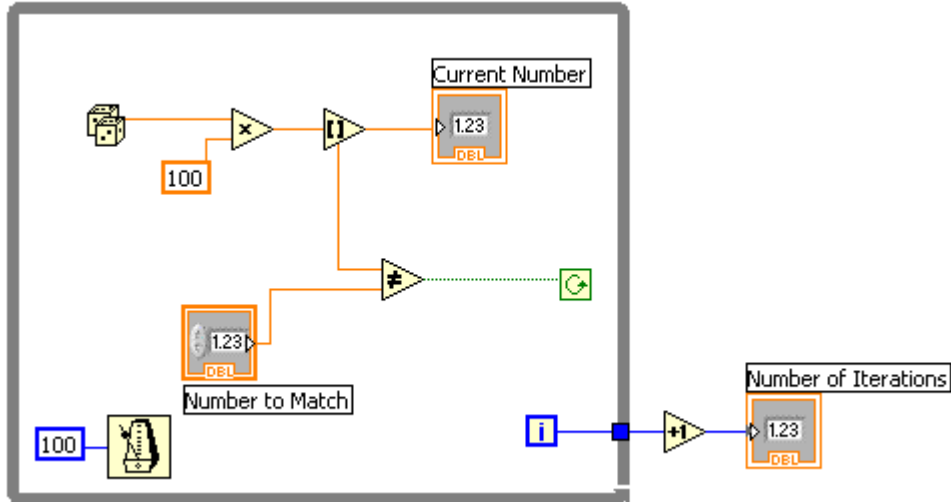 Current Number
1.23
DBL
x
100
[ ]
≠
1.23
DBL
Number to Match
100
i
+1
Number of Iterations
1.23
DBL